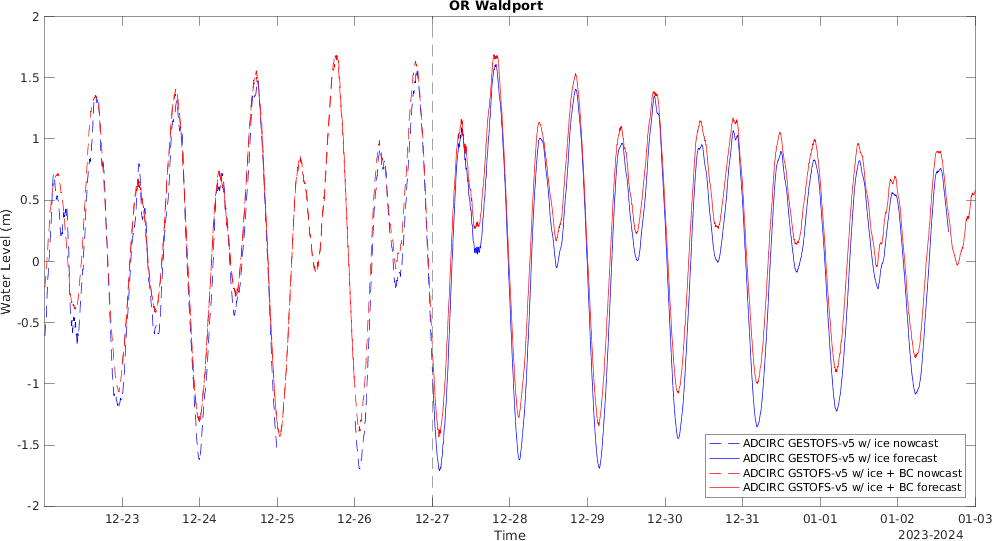 OR Waldport
2
1.5
1
0.5
0
-0.5
-1
-1.5
-2
Water Level (m)
12-23 12-24 12-25 12-26 12-27 12-28 12-29 12-30 12-31 01-01 01-02 01-03
Time
2023-2024
ADCIRC GESTOFS-v5 w/ ice nowcast
ADCIRC GESTOFS-v5 w/ ice forecast
ADCIRC GSTOFS-v5 w/ ice + BC nowcast
ADCIRC GSTOFS-v5 w/ ice + BC forecast